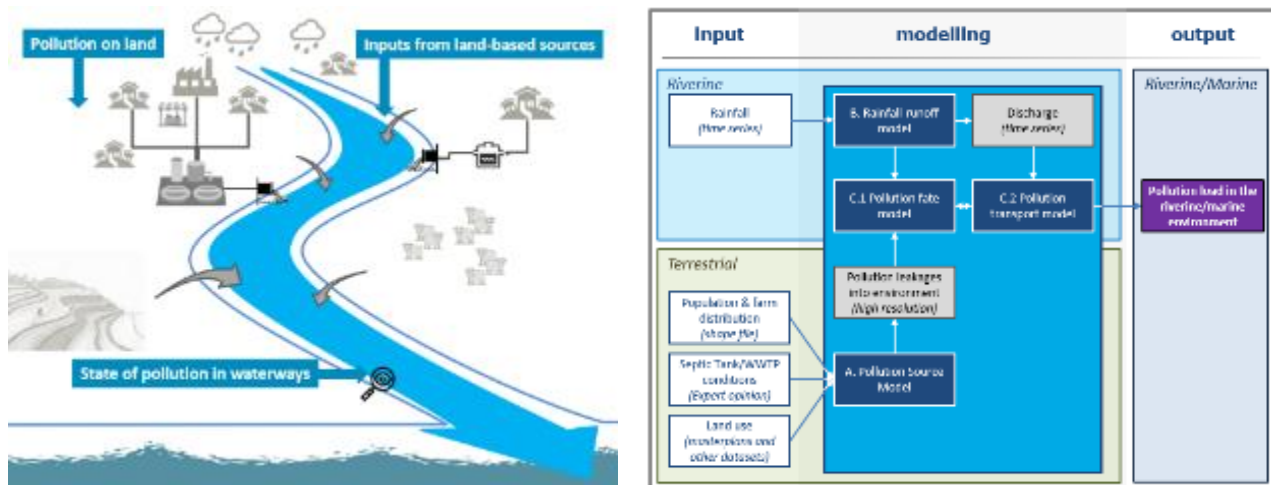 Pollution on land
Inputs from land-based sources
State of pollution in waterways
Input
modelling
output
Riverine
Rainfall
(time series)
B. Rainfall runoff
model
Discharge
(time series)
C.1 Pollution fate
model
C.2 Pollution
transport model
Riverine/Marine
Pollution load in the
riverine/marine
environment
Terrestrial
Population & farm
distribution
(shape file)
Septic Tank/WWTP
conditions
(Expert opinion)
Land use
(masterplans and
other datasets)
Pollution leakages
into environment
(high resolution)
A. Pollution Source
Model